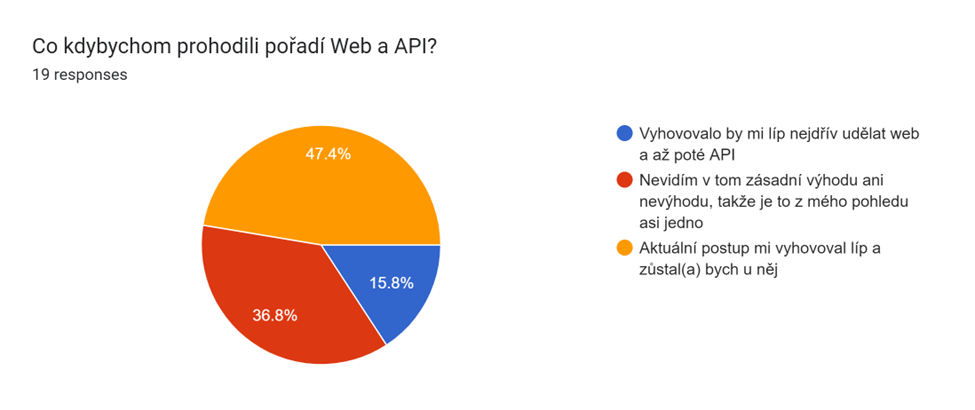 Co kdybychom prohodili pořadí Web a API?
19 responses
47.4%
15.8%
36.8%
Vyhovovalo by mi líp nejdřív udělat web
a až poté API
Nevidím v tom zásadní výhodu ani
nevýhodu, takže je to z mého pohledu
asi jedno
Aktuální postup mi vyhovoval líp a
zůstal(a) bych u něj